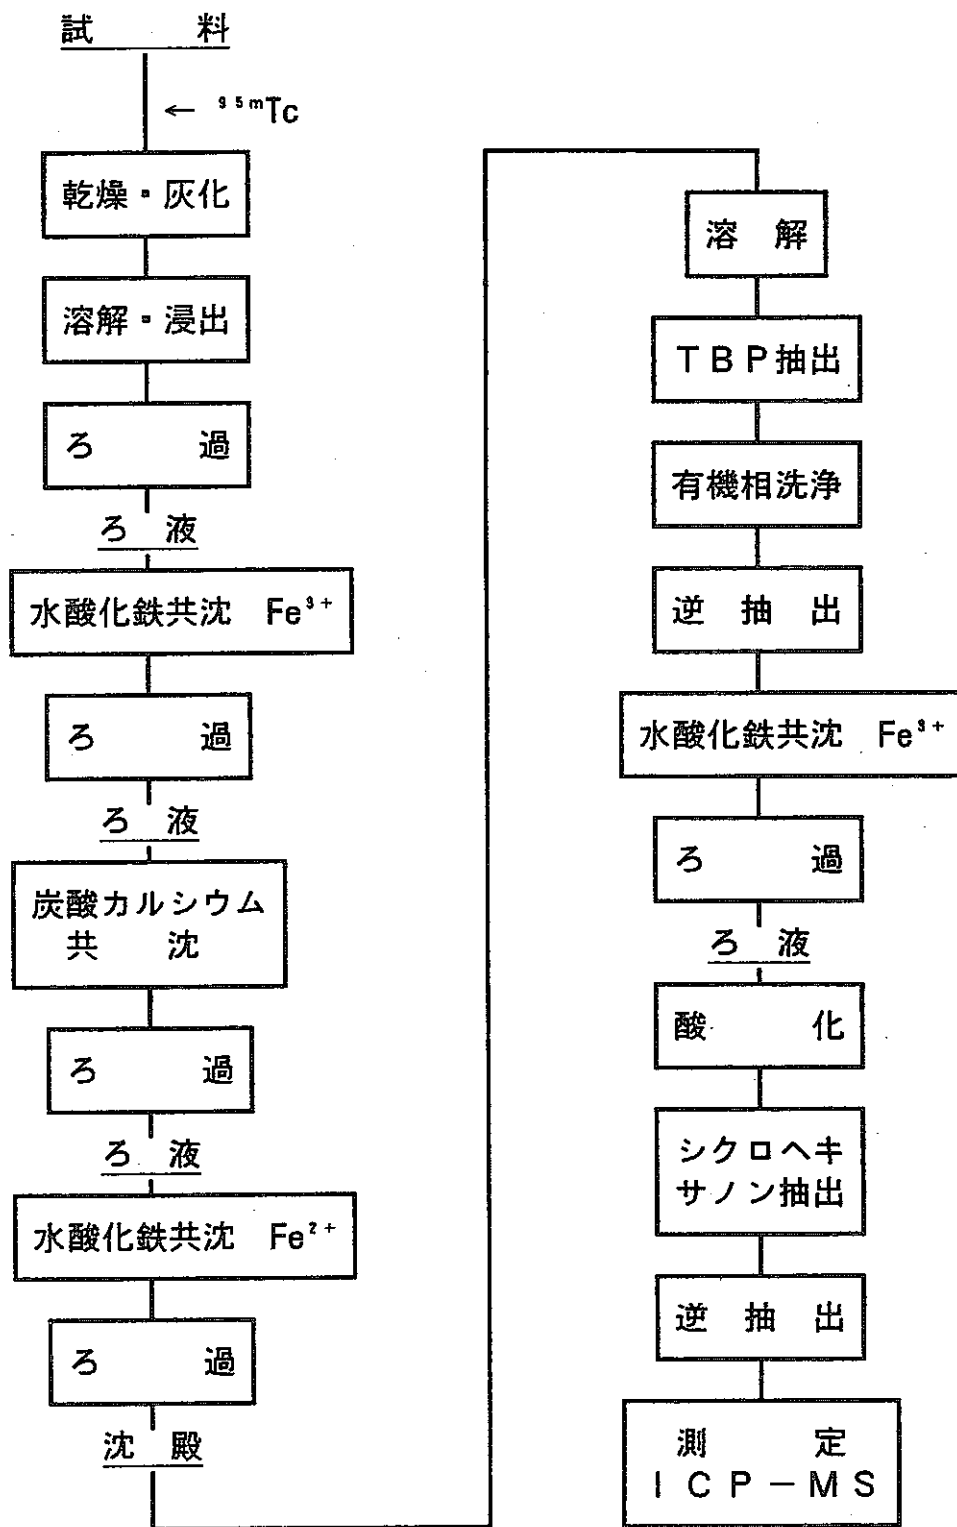 試料
← ⁹⁵ᵐTc
乾燥・灰化
溶解・浸出
ろ過
ろ液
水酸化鉄共沈 Fe³⁺
ろ過
ろ液
炭酸カルシウム
共沈
ろ過
ろ液
水酸化鉄共沈 Fe²⁺
ろ過
沈殿
溶解
TBP抽出
有機相洗浄
逆抽出
水酸化鉄共沈 Fe³⁺
ろ過
ろ液
酸化
シクロヘキ
サノン抽出
逆抽出
測定
ICP-MS